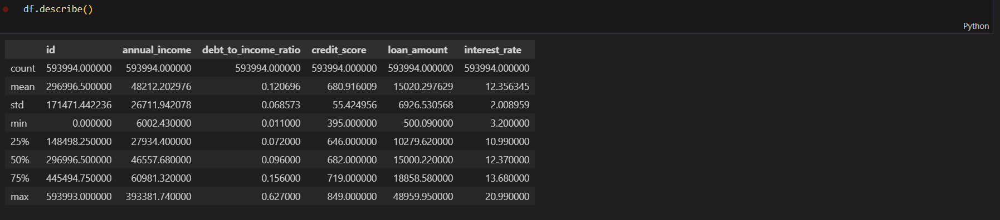 df.describe()
Python
id annual_income debt_to_income_ratio credit_score loan_amount interest_rate
count 593994.000000 593994.000000 593994.000000 593994.000000 593994.000000 593994.000000
mean 296996.500000 48212.202976 0.120696 680.916009 15020.297629 12.356345
std 171471.442236 26711.942078 0.068573 55.424956 6926.530568 2.008959
min 0.000000 6002.430000 0.011000 395.000000 500.090000 3.200000
25% 148498.250000 27934.400000 0.072000 646.000000 10279.620000 10.990000
50% 296996.500000 46557.680000 0.096000 682.000000 15000.220000 12.370000
75% 445494.750000 60981.320000 0.156000 719.000000 18858.580000 13.680000
max 593993.000000 393381.740000 0.627000 849.000000 48959.950000 20.990000